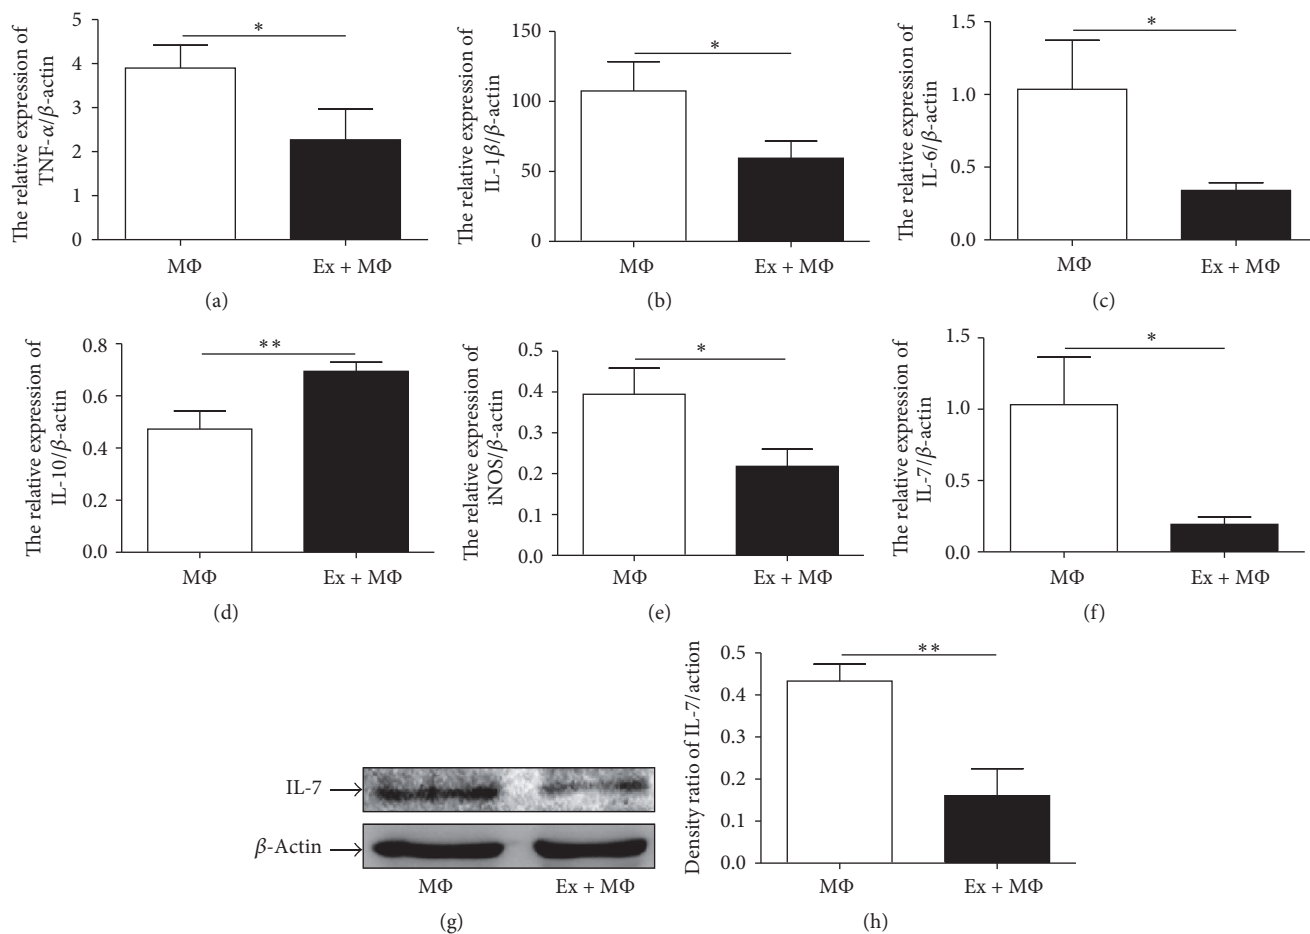 The relative expression of
TNF-α/β-actin
5
4
3
2
1
0
*
MΦ
Ex + MΦ
(a)
The relative expression of
IL-1β/β-actin
150
100
50
0
*
MΦ
Ex + MΦ
(b)
The relative expression of
IL-6/β-actin
1.5
1.0
0.5
0.0
*
MΦ
Ex + MΦ
(c)
The relative expression of
IL-10/β-actin
0.8
0.6
0.4
0.2
0.0
**
MΦ
Ex + MΦ
(d)
The relative expression of
iNOS/β-actin
0.5
0.4
0.3
0.2
0.1
0.0
*
MΦ
Ex + MΦ
(e)
The relative expression of
IL-7/β-actin
1.5
1.0
0.5
0.0
*
MΦ
Ex + MΦ
(f)
IL-7
β-Actin
MΦ
Ex + MΦ
(g)
Density ratio of IL-7/action
0.5
0.4
0.3
0.2
0.1
0.0
**
MΦ
Ex + MΦ
(h)